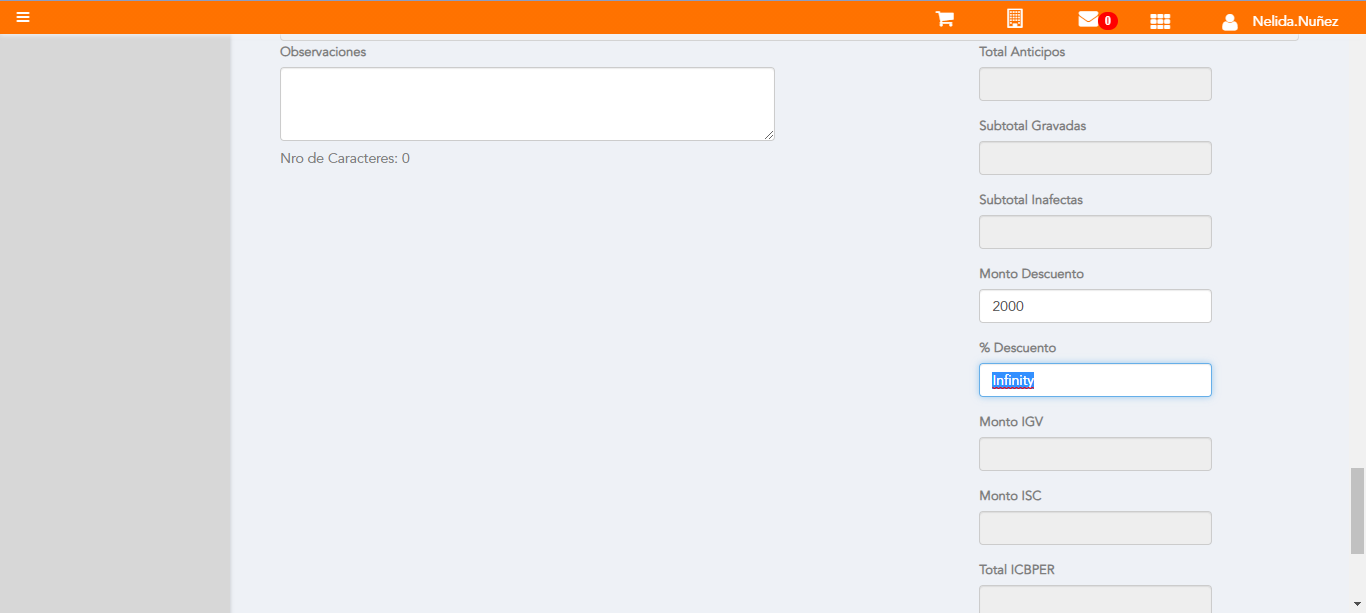 0
Nelida.Nuñez
Observaciones
Nro de Caracteres: 0
Total Anticipos
Subtotal Gravadas
Subtotal Inafectas
Monto Descuento
2000
% Descuento
Infinity
Monto IGV
Monto ISC
Total ICBPER